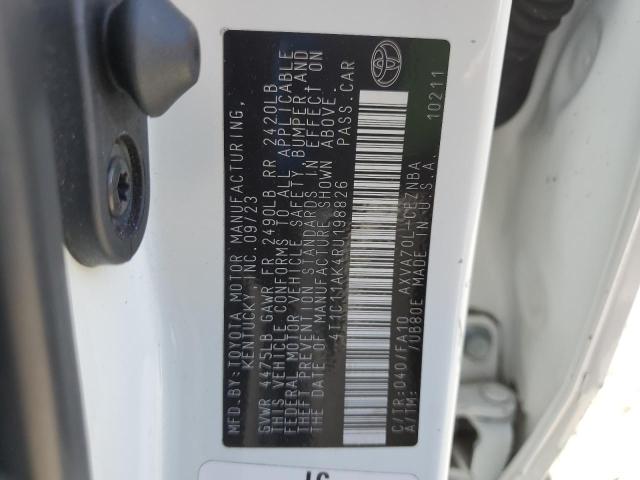 MFD.BY:TOYOTA MOTOR MANUFACTURING,
KENTUCKY, INC. 09/23
GVWR 4475LB GAWR FR 2490LB RR 2420LB
THIS VEHICLE CONFORMS TO ALL APPLICABLE
FEDERAL MOTOR VEHICLE SAFETY, BUMPER, AND
THEFT PREVENTION STANDARDS IN EFFECT ON
THE DATE OF MANUFACTURE SHOWN ABOVE.
4T1C11AK4RU198826 PASS.CAR
C/TR:040/FA10 AXVA70L-CEZNBA
A/TM: /UB80E MADE IN U.S.A.
10211